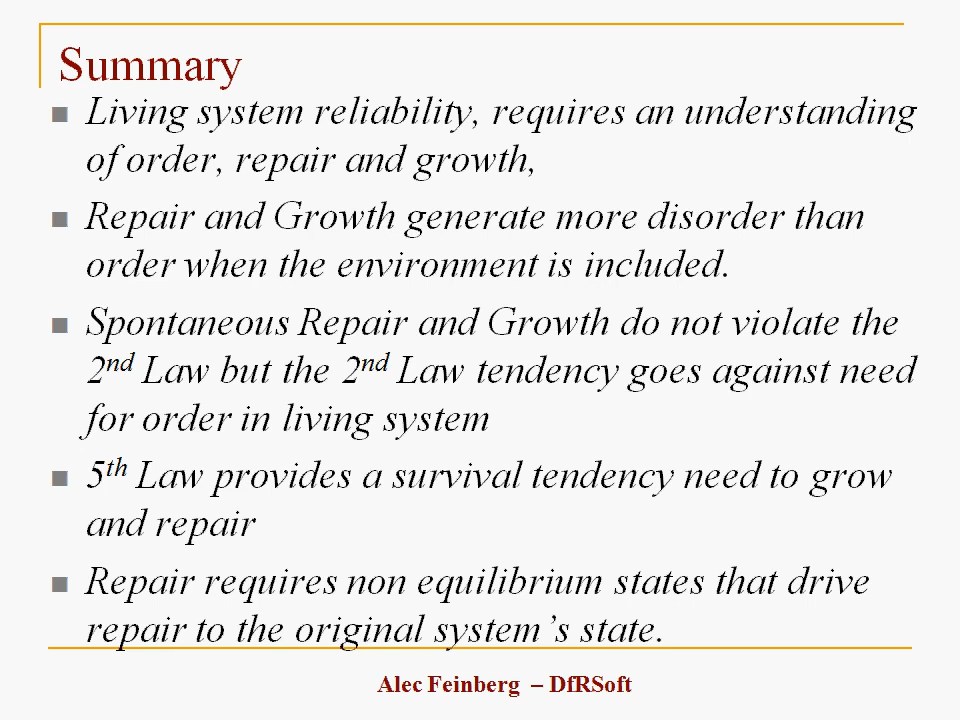 Summary
Living system reliability, requires an understanding
of order, repair and growth,
Repair and Growth generate more disorder than
order when the environment is included.
Spontaneous Repair and Growth do not violate the
2nd Law but the 2nd Law tendency goes against need
for order in living system
5th Law provides a survival tendency need to grow
and repair
Repair requires non equilibrium states that drive
repair to the original system's state.
Alec Feinberg – DfRSoft